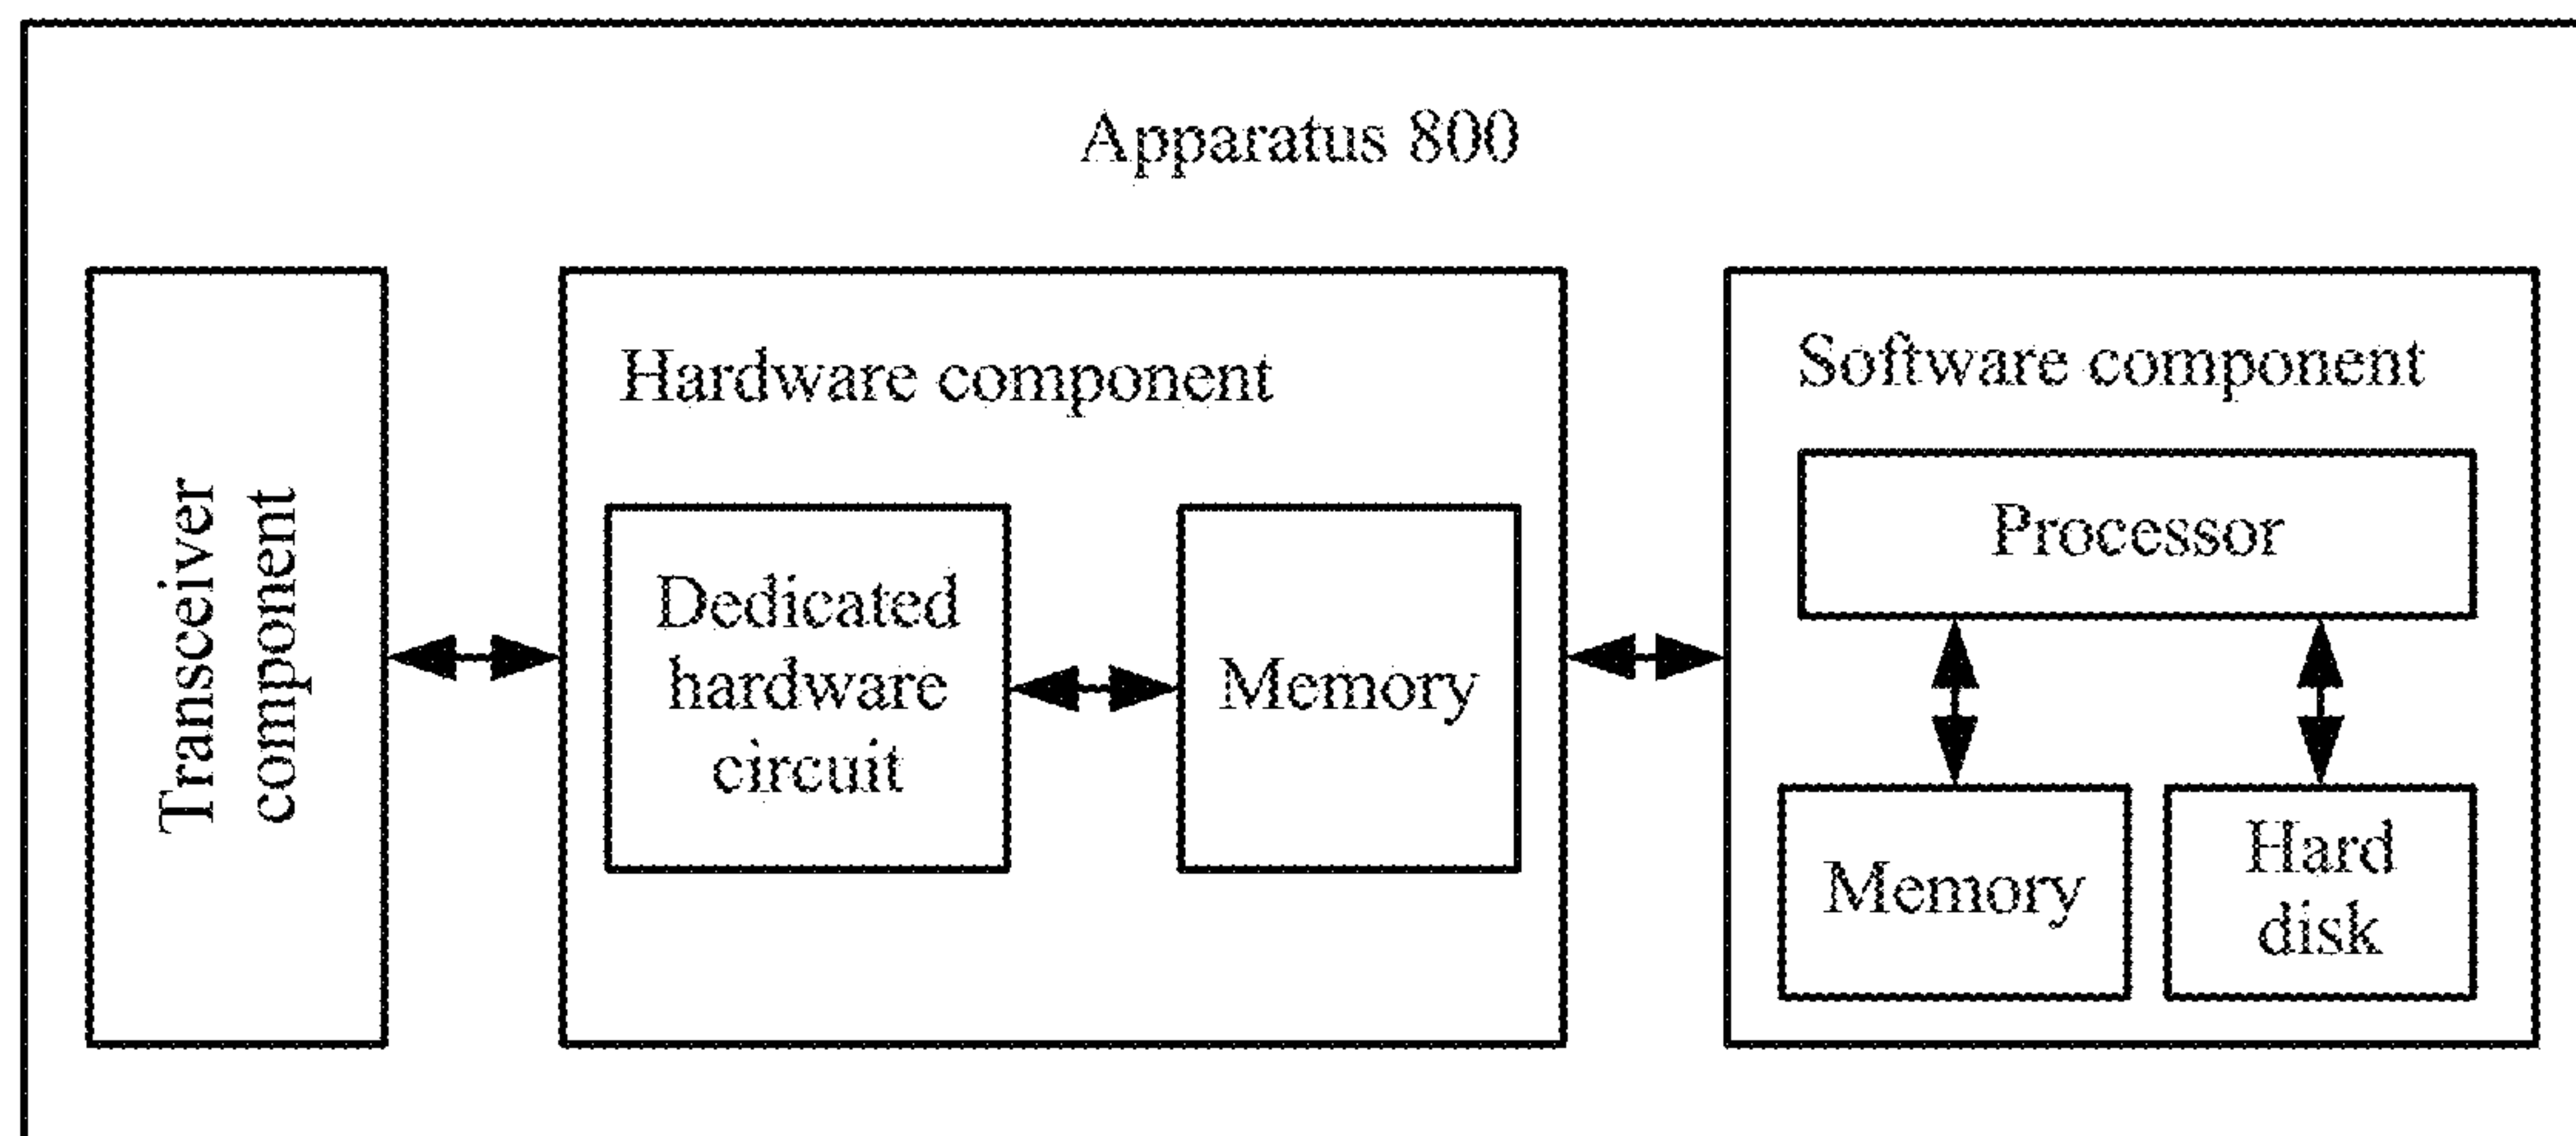 Apparatus 800
Transceiver
component
Hardware component
Dedicated
hardware
circuit
Memory
Software component
Processor
Memory
Hard
disk